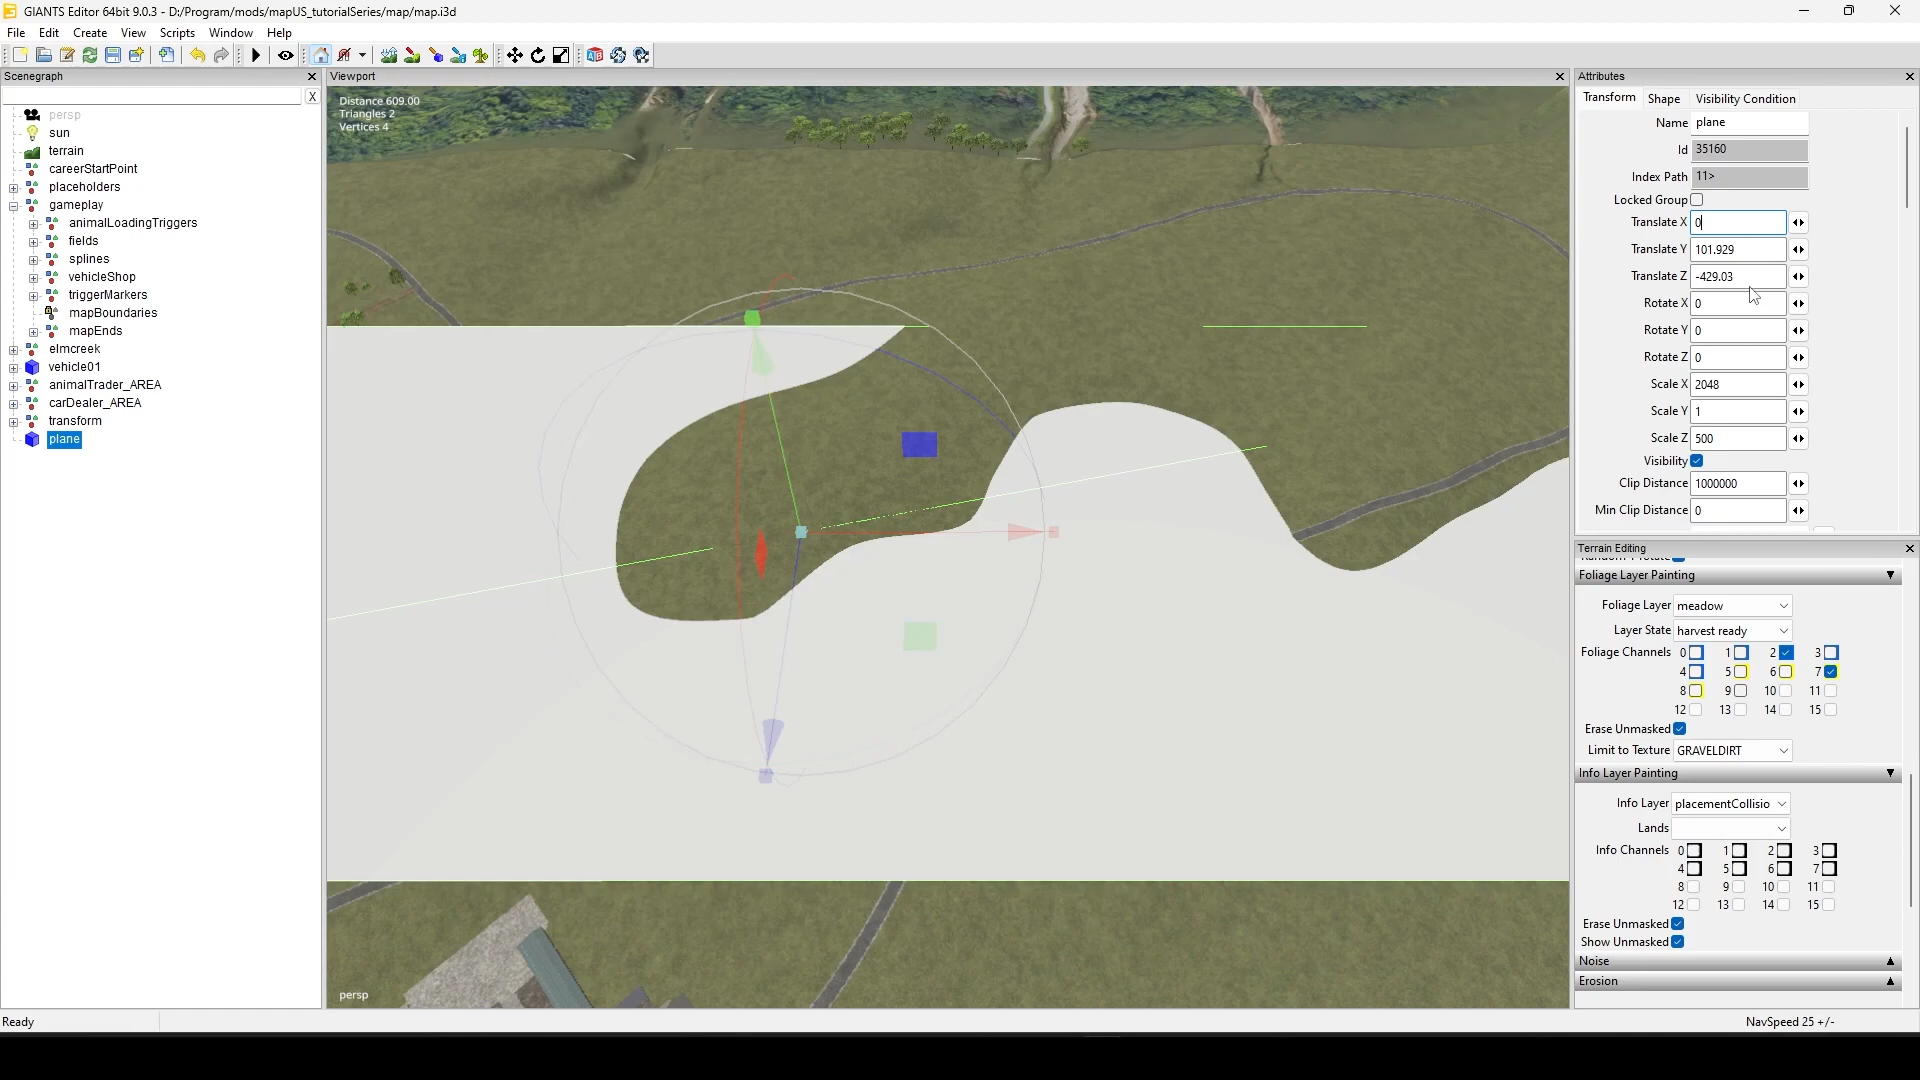 GIANTS Editor 64bit 9.0.3 - D:/Program/mods/mapUS_tutorialSeries/map/map.i3d
File Edit Create View Scripts Window Help
Scenegraph
X
persp
sun
terrain
careerStartPoint
placeholders
gameplay
animalLoadingTriggers
fields
splines
vehicleShop
triggerMarkers
mapBoundaries
mapEnds
elmcreek
vehicle01
animalTrader_AREA
carDealer_AREA
transform
plane
Viewport
Distance 609.00
Triangles 2
Vertices 4
persp
Attributes
Transform Shape Visibility Condition
Name plane
Id 35160
Index Path 11>
Locked Group
Translate X 0
Translate Y 101.929
Translate Z -429.03
Rotate X 0
Rotate Y 0
Rotate Z 0
Scale X 2048
Scale Y 1
Scale Z 500
Visibility
Clip Distance 1000000
Min Clip Distance 0
Terrain Editing
Foliage Layer Painting
Foliage Layer meadow
Layer State harvest ready
Foliage Channels 0 1 2 3
4 5 6 7
8 9 10 11
12 13 14 15
Erase Unmasked
Limit to Texture GRAVELDIRT
Info Layer Painting
Info Layer placementCollisio
Lands
Info Channels 0 1 2 3
4 5 6 7
8 9 10 11
12 13 14 15
Erase Unmasked
Show Unmasked
Noise
Erosion
Ready
NavSpeed 25 +/-